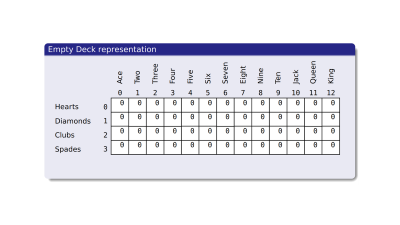 Empty Deck representation
Ace Two Three Four Five Six Seven Eight Nine Ten Jack Queen King
0 1 2 3 4 5 6 7 8 9 10 11 12
Hearts 0 0 0 0 0 0 0 0 0 0 0 0 0 0
Diamonds 1 0 0 0 0 0 0 0 0 0 0 0 0 0
Clubs 2 0 0 0 0 0 0 0 0 0 0 0 0 0
Spades 3 0 0 0 0 0 0 0 0 0 0 0 0 0